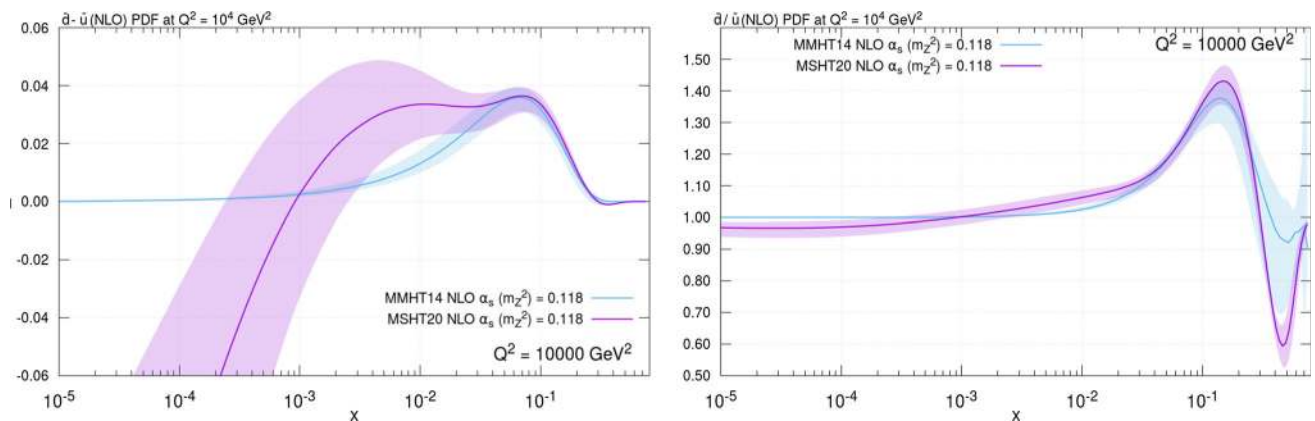 d̄- ū(NLO) PDF at Q² = 10⁴ GeV²
0.06
0.04
0.02
0.00
-0.02
-0.04
-0.06
MMHT14 NLO αₛ (m_Z²) = 0.118
MSHT20 NLO αₛ (m_Z²) = 0.118
Q² = 10000 GeV²
10⁻⁵ 10⁻⁴ 10⁻³ 10⁻² 10⁻¹
x
d̄/ ū(NLO) PDF at Q² = 10⁴ GeV²
MMHT14 NLO αₛ (m_Z²) = 0.118
MSHT20 NLO αₛ (m_Z²) = 0.118
Q² = 10000 GeV²
1.50
1.40
1.30
1.20
1.10
1.00
0.90
0.80
0.70
0.60
0.50
10⁻⁵ 10⁻⁴ 10⁻³ 10⁻² 10⁻¹
x